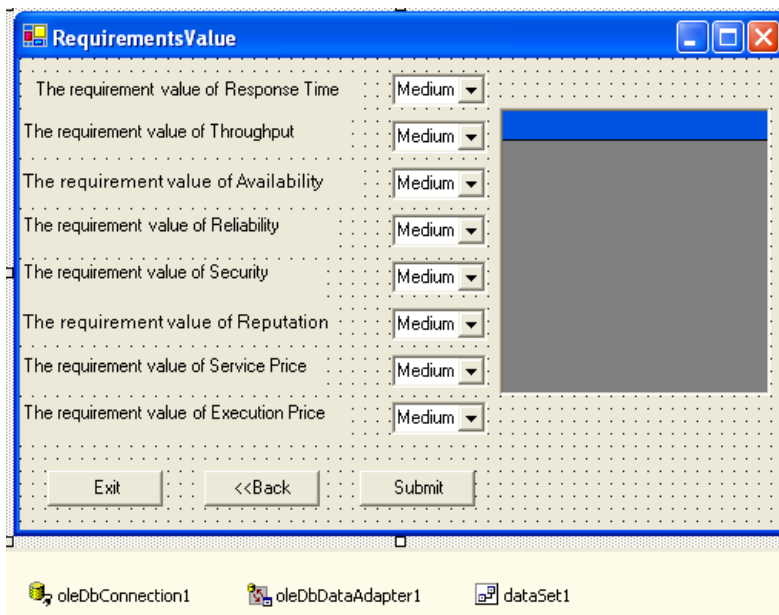 RequirementsValue
The requirement value of Response Time Medium
The requirement value of Throughput Medium
The requirement value of Availability Medium
The requirement value of Reliability Medium
The requirement value of Security Medium
The requirement value of Reputation Medium
The requirement value of Service Price Medium
The requirement value of Execution Price Medium
Exit <<Back Submit
oleDbConnection1 oleDbDataAdapter1 dataSet1